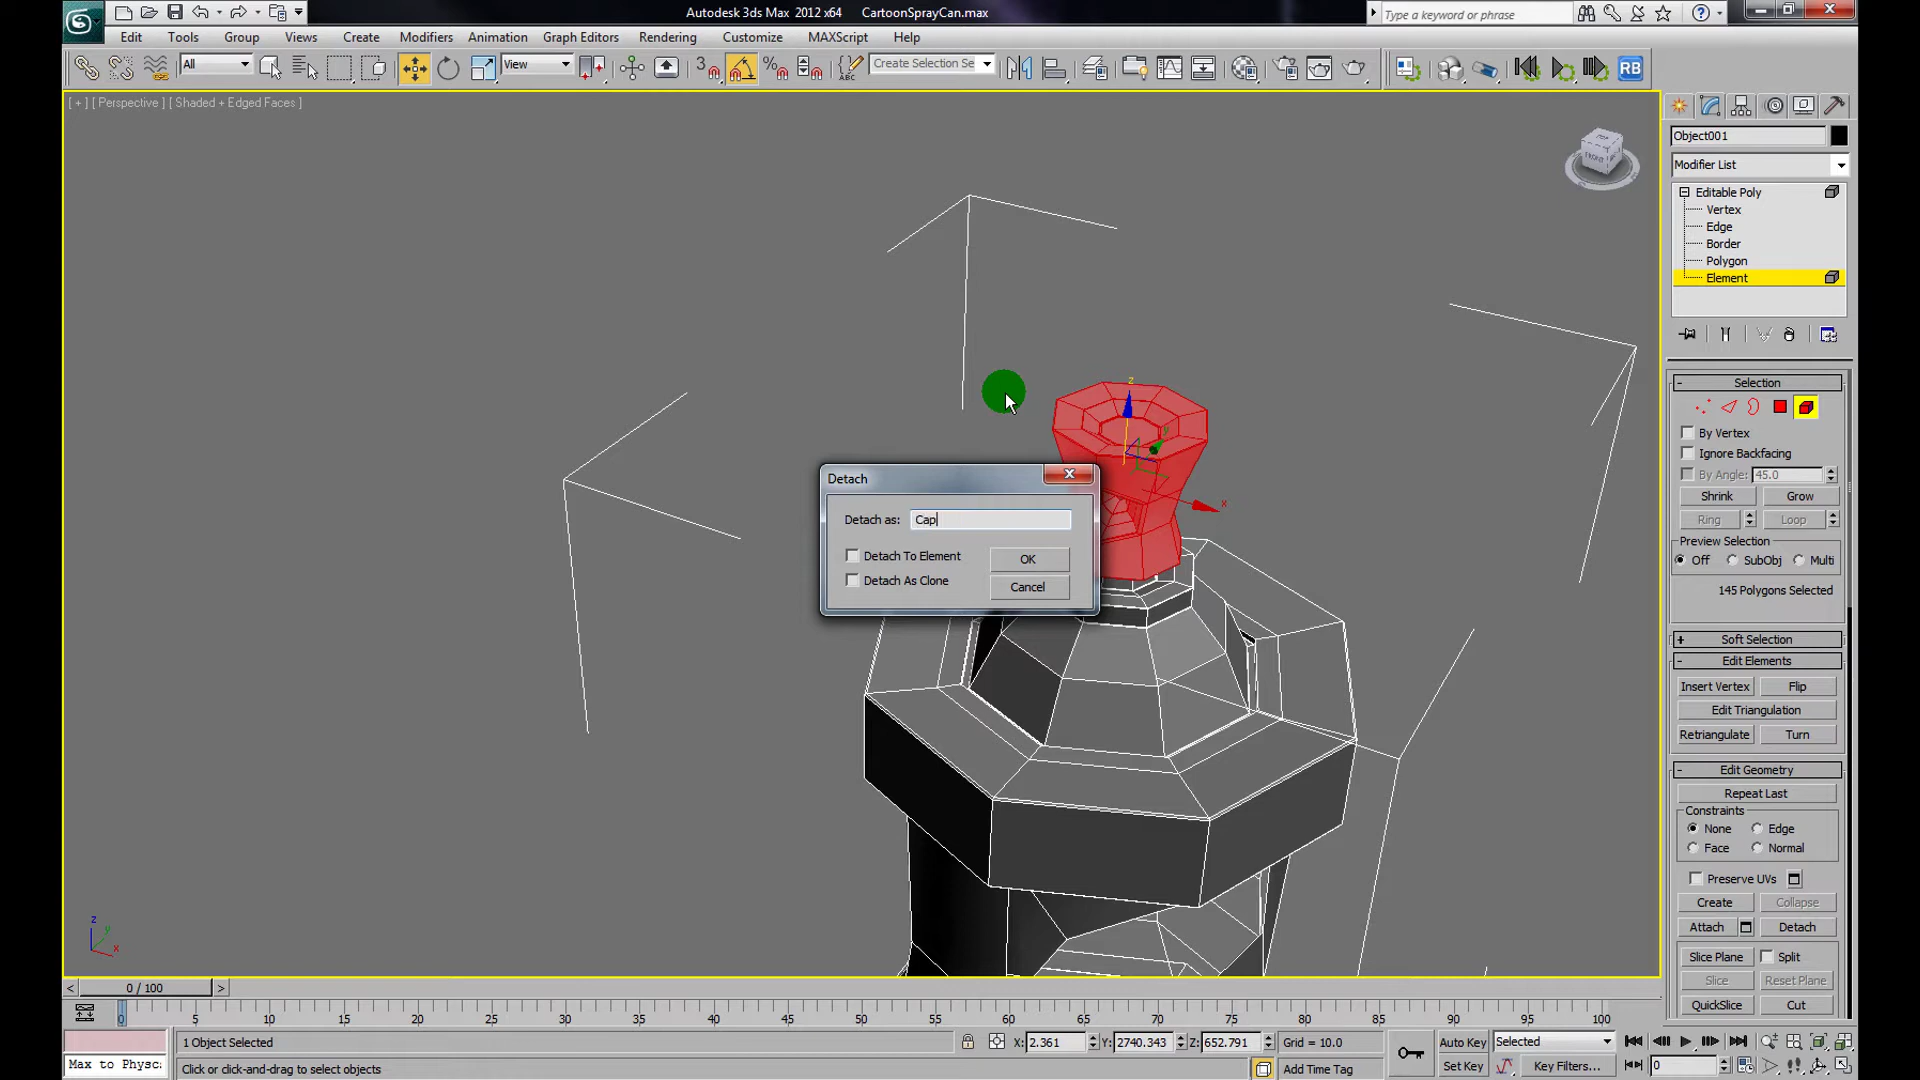 Autodesk 3ds Max 2012 x64 CartoonSprayCan.max
Type a keyword or phrase
Edit Tools Group Views Create Modifiers Animation Graph Editors Rendering Customize MAXScript Help
All View 3 Create Selection Se RB
[ + ] [ Perspective ] [ Shaded + Edged Faces ]
Object001
Modifier List
Editable Poly
Vertex
Edge
Border
Polygon
Element
Selection
By Vertex
Ignore Backfacing
By Angle: 45.0
Shrink Grow
Ring Loop
Preview Selection
Off SubObj Multi
145 Polygons Selected
Soft Selection
Edit Elements
Insert Vertex Flip
Edit Triangulation
Retriangulate Turn
Edit Geometry
Repeat Last
Constraints
None Edge
Face Normal
Preserve UVs
Create Collapse
Attach Detach
Slice Plane Split
Slice Reset Plane
QuickSlice Cut
Detach
Detach as: Cap
Detach To Element OK
Detach As Clone Cancel
z
y
x
z
y
x
0 / 100
0 5 10 15 20 25 30 35 40 45 50 55 60 65 70 75 80 85 90 95 100
1 Object Selected X: 2.361 Y: 2740.343 Z: 652.791 Grid = 10.0 Auto Key Selected
Max to Physc: Click or click-and-drag to select objects Add Time Tag Set Key Key Filters... 0